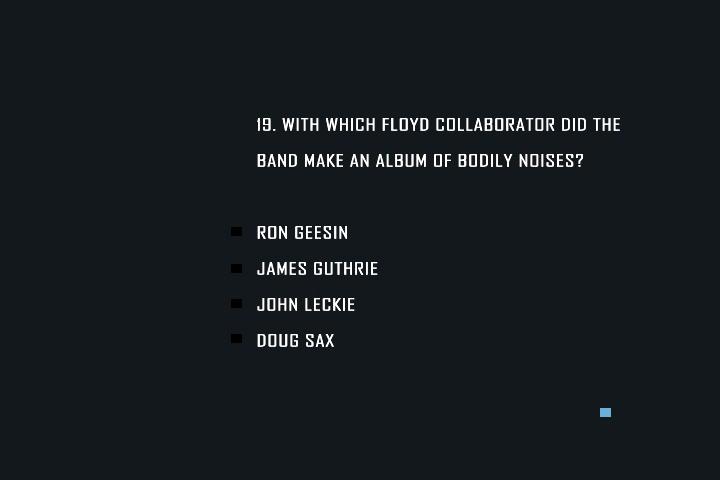 19. WITH WHICH FLOYD COLLABORATOR DID THE
BAND MAKE AN ALBUM OF BODILY NOISES?
RON GEESIN
JAMES GUTHRIE
JOHN LECKIE
DOUG SAX